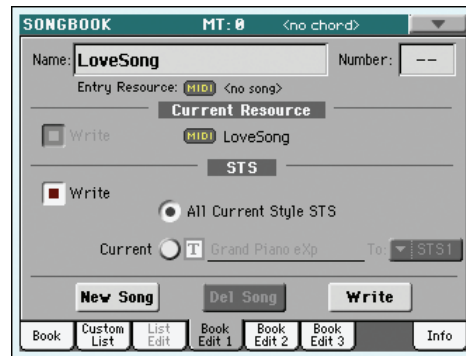 SONGBOOK MT:0 <no chord>
Name: LoveSong Number: --
Entry Resource: MIDI <no song>
Current Resource
Write MIDI LoveSong
STS
Write
All Current Style STS
Current T Grand Piano eXp To: STS1
New Song Del Song Write
Book Custom List List Edit Book Edit 1 Book Edit 2 Book Edit 3 Info